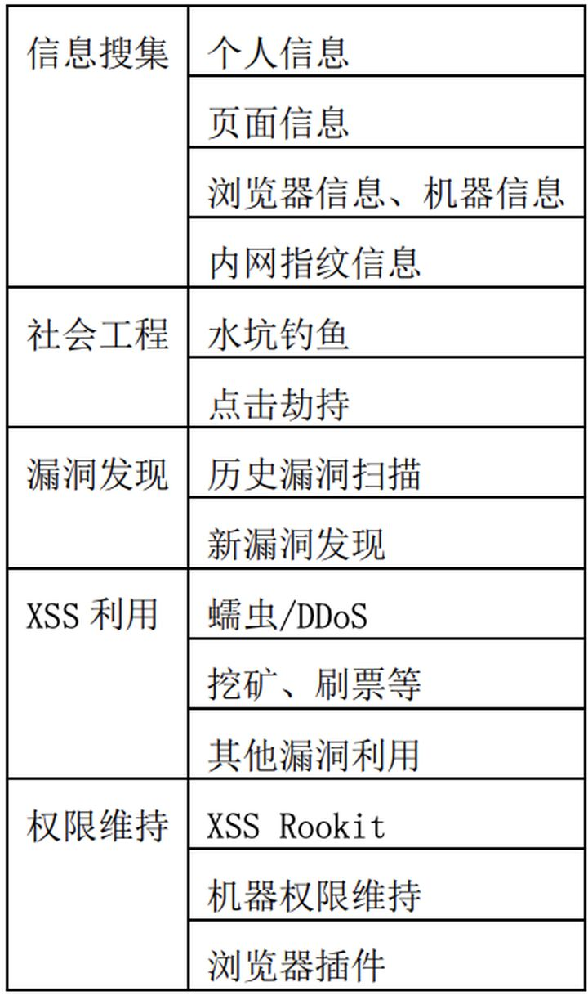 信息搜集
个人信息
页面信息
浏览器信息、机器信息
内网指纹信息
社会工程
水坑钓鱼
点击劫持
漏洞发现
历史漏洞扫描
新漏洞发现
XSS 利用
蠕虫/DDoS
挖矿、刷票等
其他漏洞利用
权限维持
XSS Rookit
机器权限维持
浏览器插件